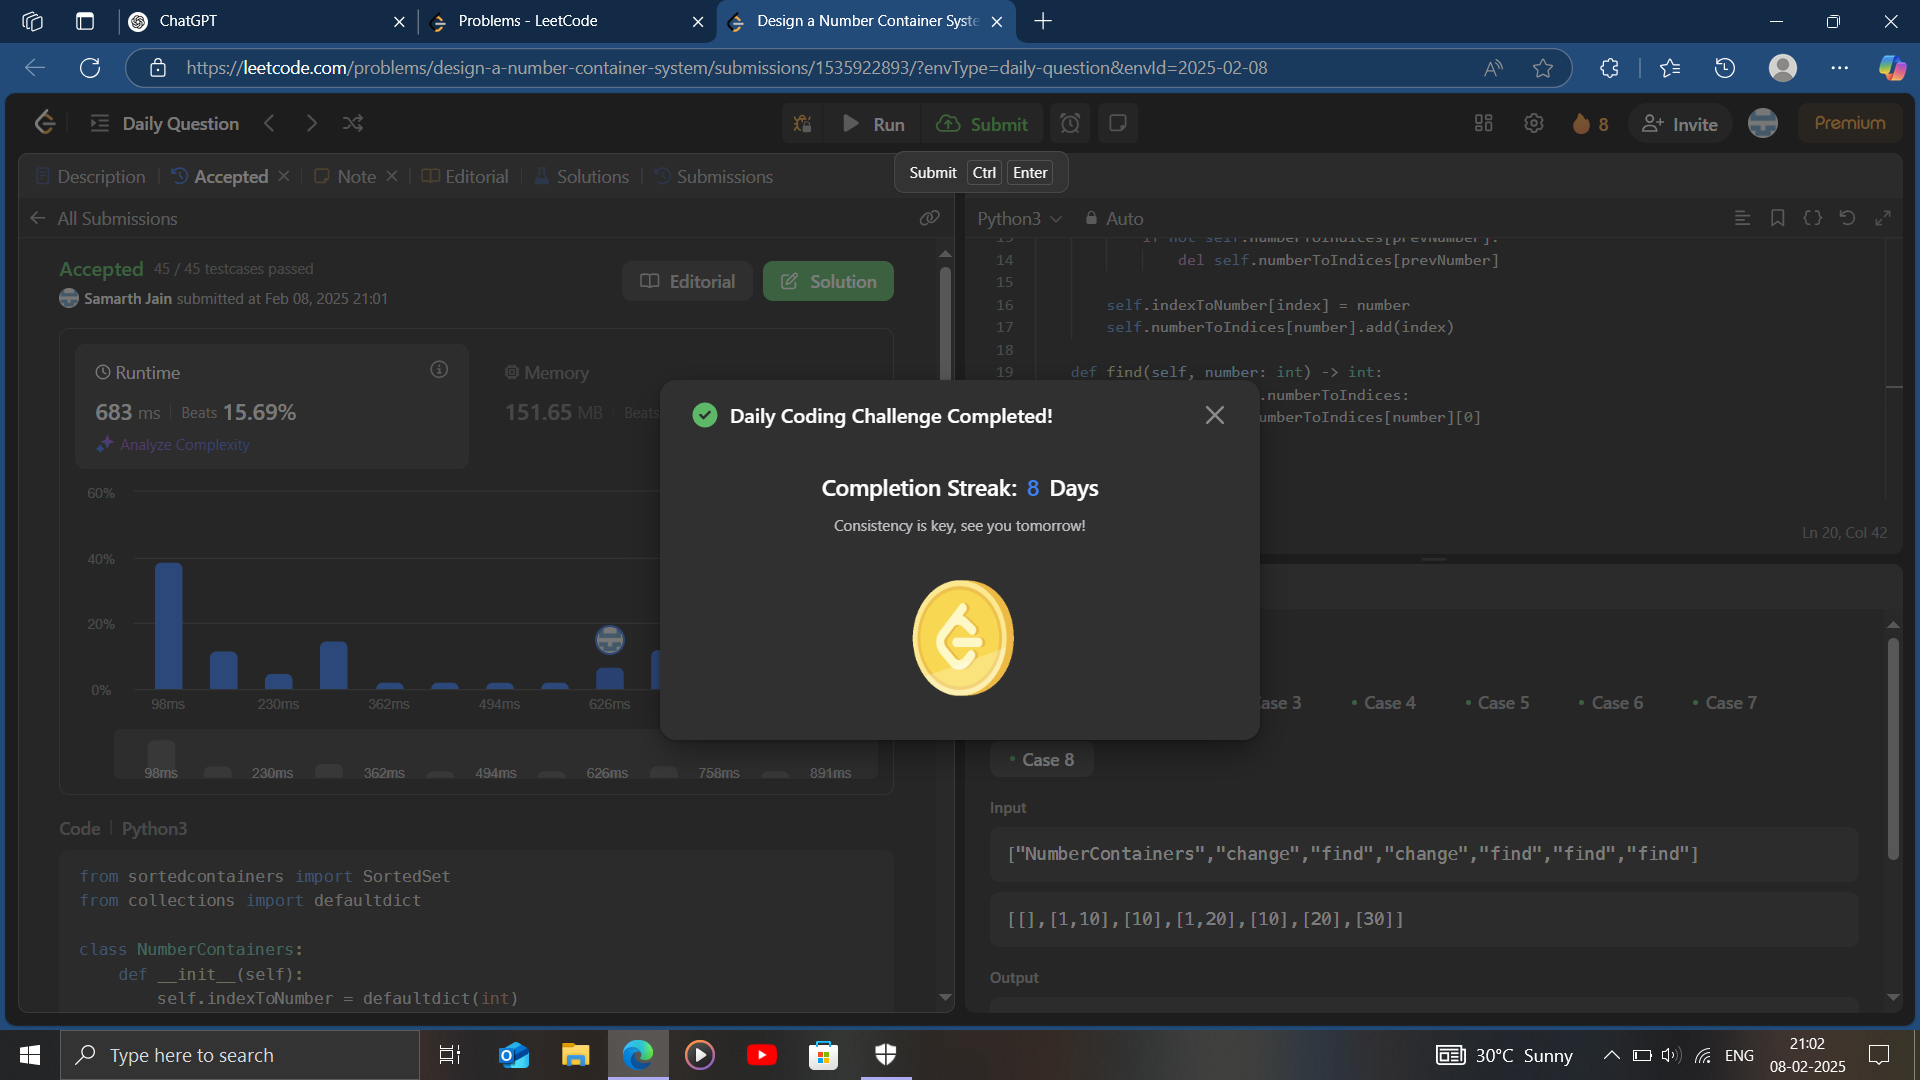 ChatGPT
Problems - LeetCode
Design a Number Container Syste
https://leetcode.com/problems/design-a-number-container-system/submissions/1535922893/?envType=daily-question&envId=2025-02-08
Daily Question
Run
Submit
8
Invite
Premium
Description
Accepted
Note
Editorial
Solutions
Submissions
Submit Ctrl Enter
All Submissions
Python3
Auto
Accepted 45 / 45 testcases passed
Samarth Jain submitted at Feb 08, 2025 21:01
Editorial
Solution
Runtime
683 ms Beats 15.69%
Analyze Complexity
Memory
151.65 MB Beats
60%
40%
20%
0%
98ms 230ms 362ms 494ms 626ms
98ms 230ms 362ms 494ms 626ms 758ms 891ms
Code Python3
from sortedcontainers import SortedSet
from collections import defaultdict
class NumberContainers:
def __init__(self):
self.indexToNumber = defaultdict(int)
13 if not self.numberToIndices[prevNumber]:
14 del self.numberToIndices[prevNumber]
15
16 self.indexToNumber[index] = number
17 self.numberToIndices[number].add(index)
18
19 def find(self, number: int) -> int:
.numberToIndices:
umberToIndices[number][0]
Ln 20, Col 42
Daily Coding Challenge Completed!
Completion Streak: 8 Days
Consistency is key, see you tomorrow!
ase 3
Case 4
Case 5
Case 6
Case 7
Case 8
Input
["NumberContainers","change","find","change","find","find","find"]
[[],[1,10],[10],[1,20],[10],[20],[30]]
Output
Type here to search
30°C Sunny
ENG
21:02
08-02-2025